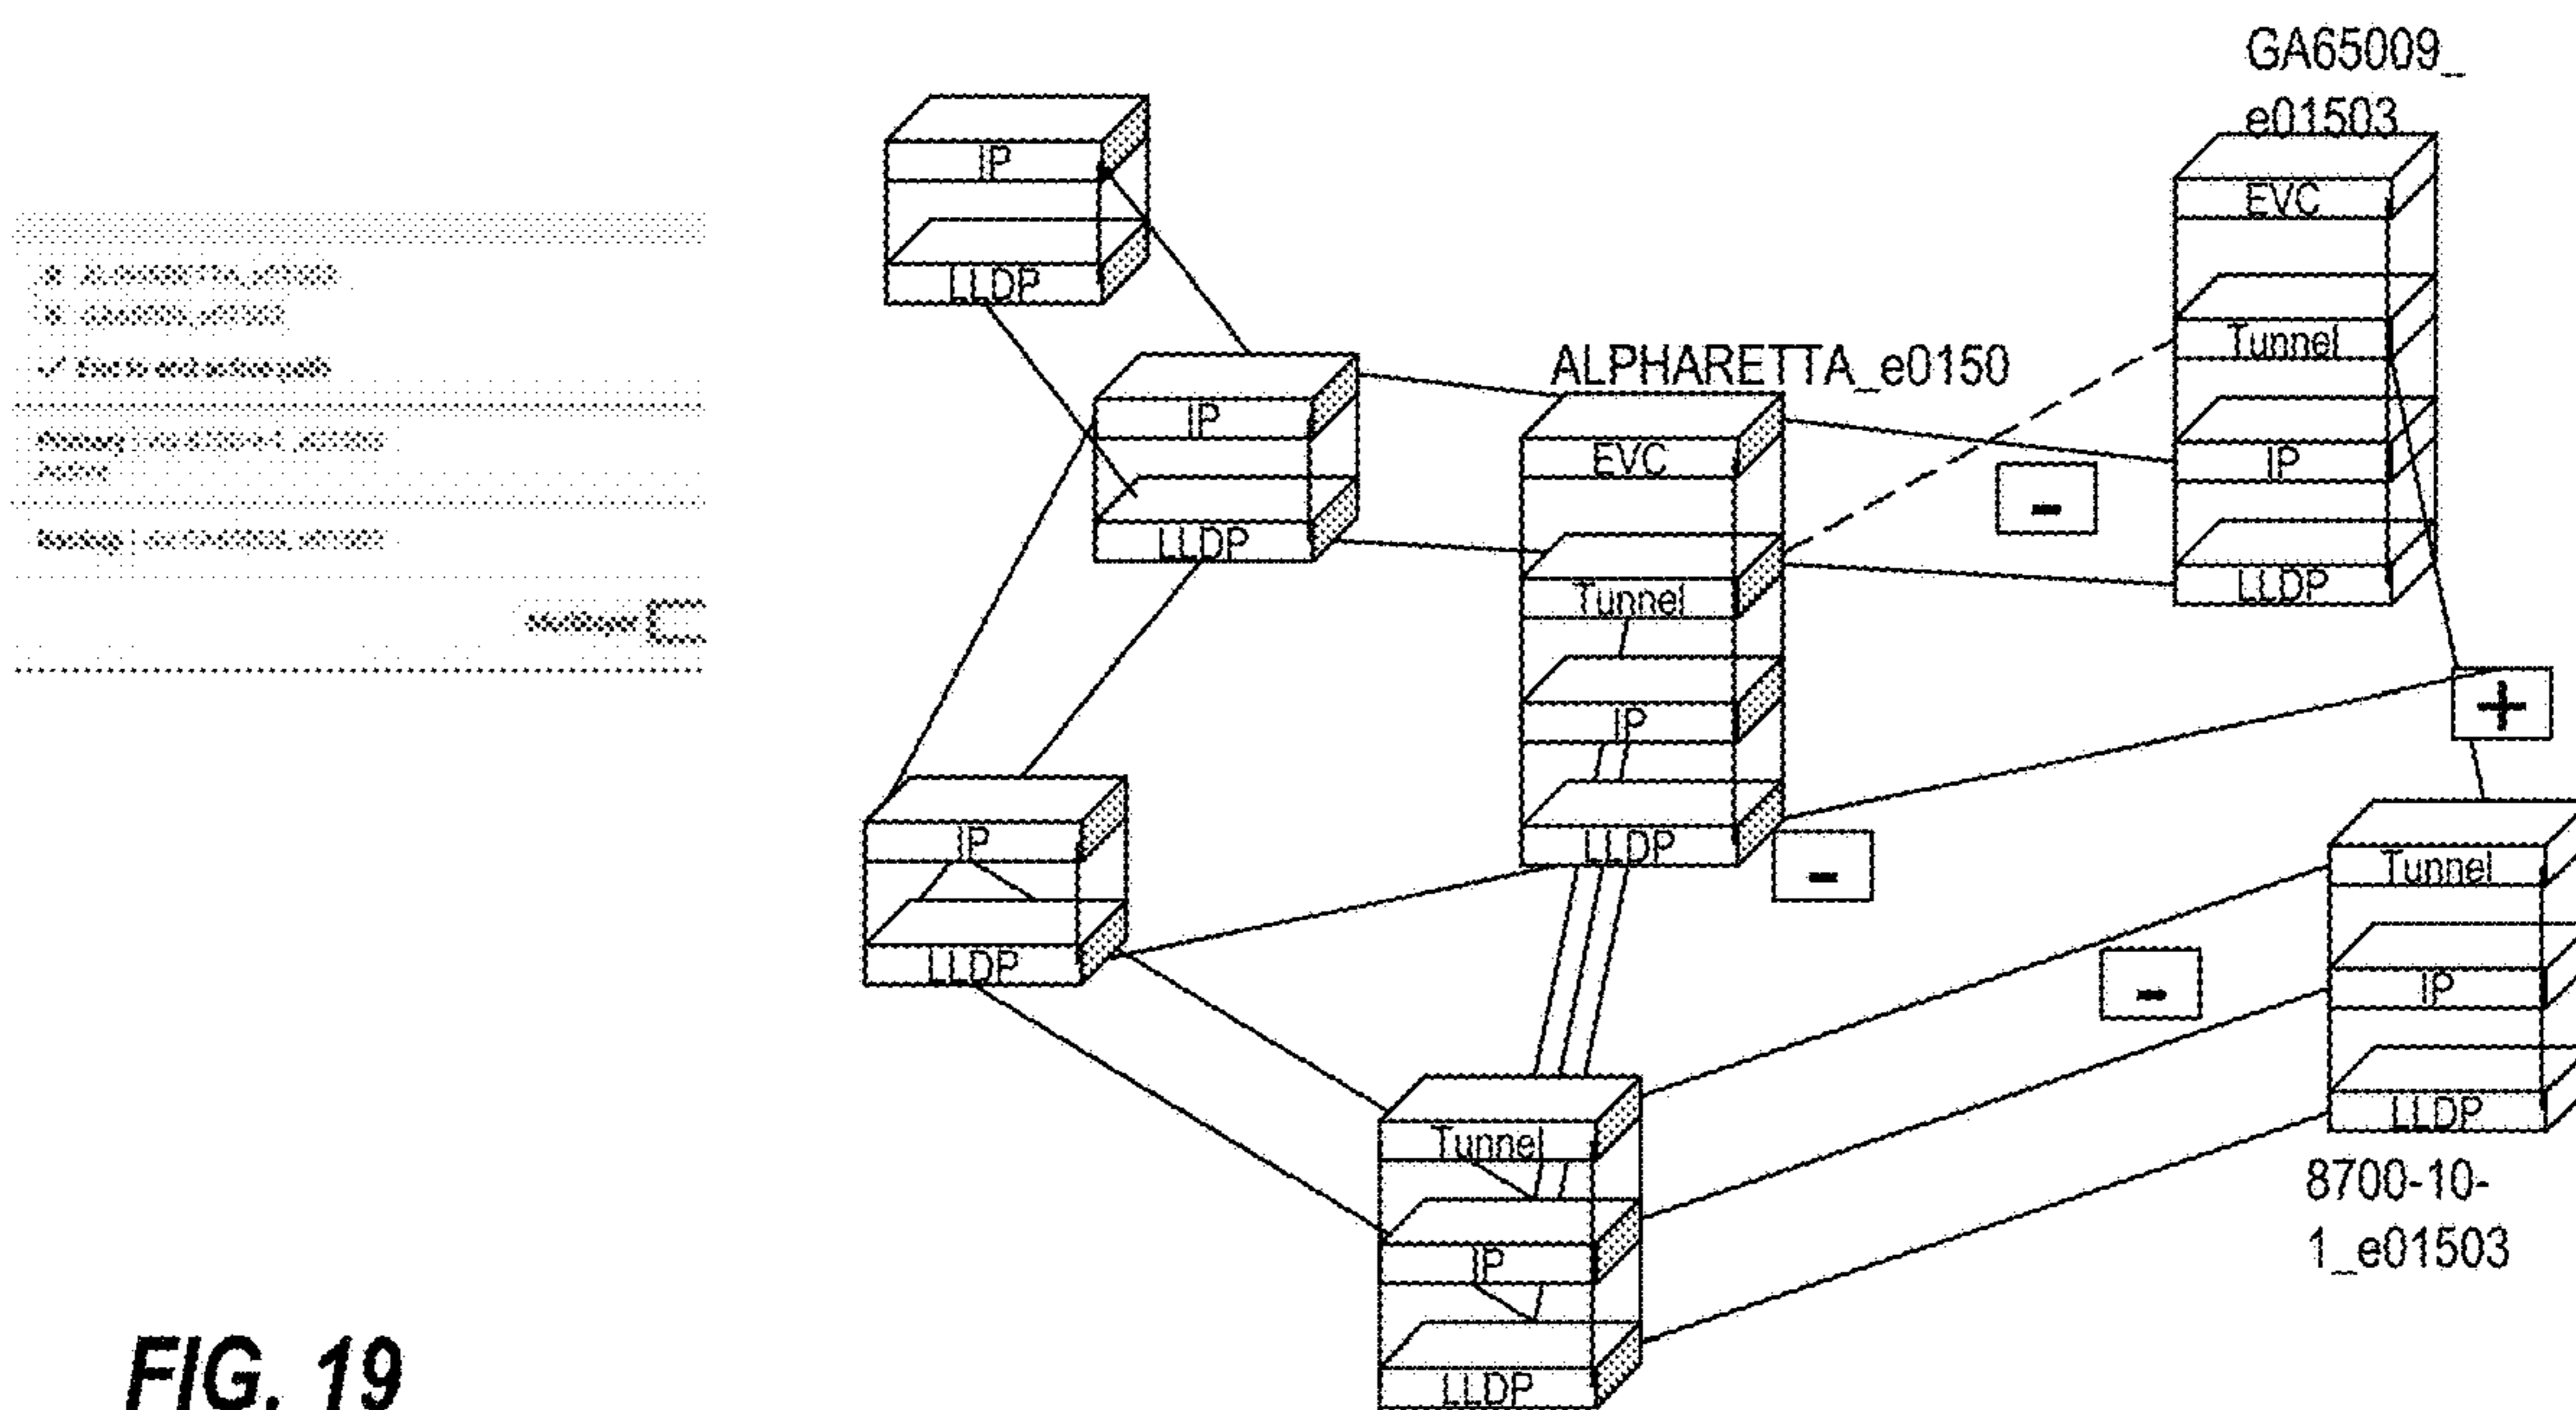 GA65009_
e01503
IP
LLDP
EVC
Tunnel
IP
LLDP
IP
LLDP
ALPHARETTA_e0150
EVC
Tunnel
IP
LLDP
-
+
-
IP
LLDP
-
Tunnel
IP
LLDP
8700-10-
1_e01503
Tunnel
IP
LLDP
FIG. 19